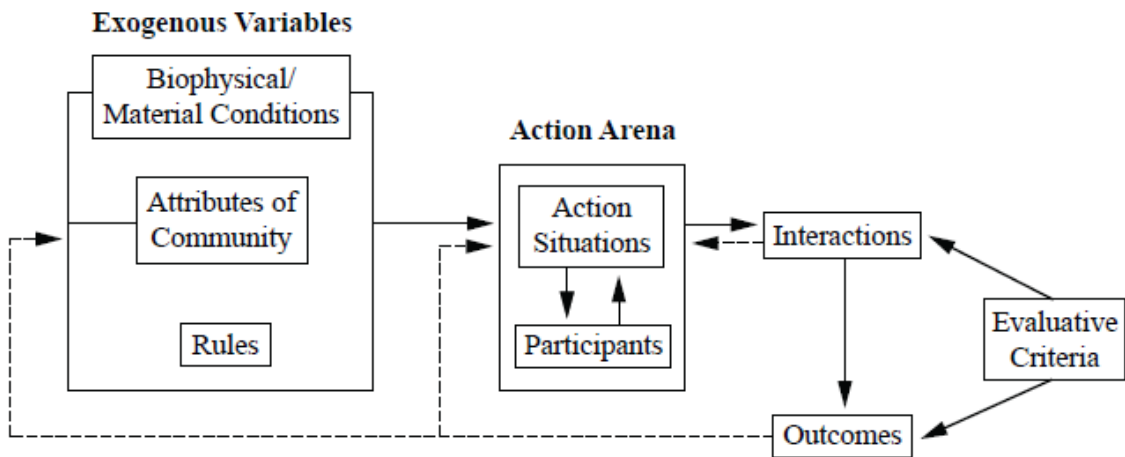 Exogenous Variables
Biophysical/
Material Conditions
Attributes of
Community
Rules
Action Arena
Action
Situations
Participants
Interactions
Outcomes
Evaluative
Criteria